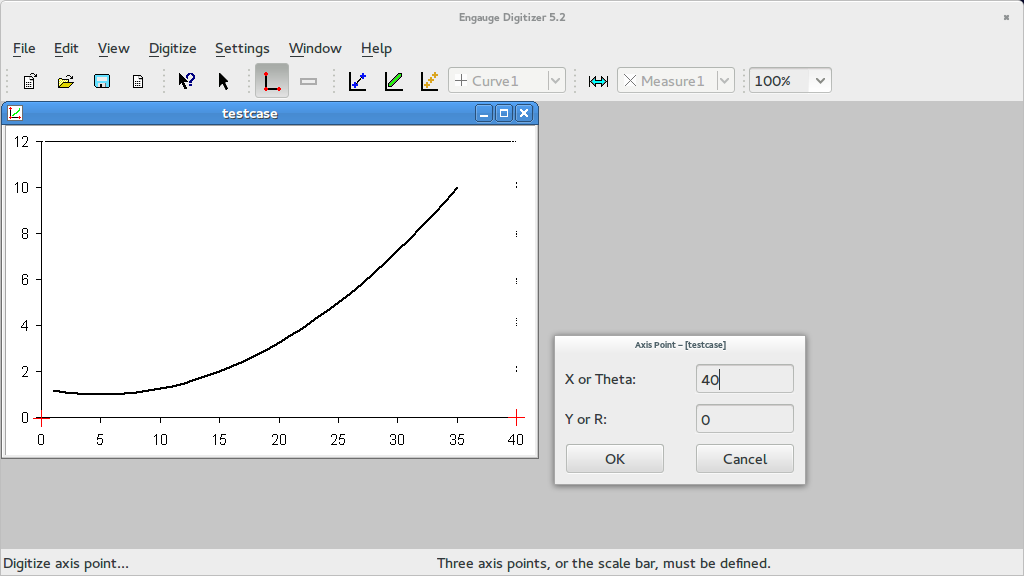 Engauge Digitizer 5.2
File Edit View Digitize Settings Window Help
Curve1 Measure1 100%
testcase
12
10
8
6
4
2
0
0 5 10 15 20 25 30 35 40
Axis Point – [testcase]
X or Theta: 40
Y or R: 0
OK Cancel
Digitize axis point... Three axis points, or the scale bar, must be defined.